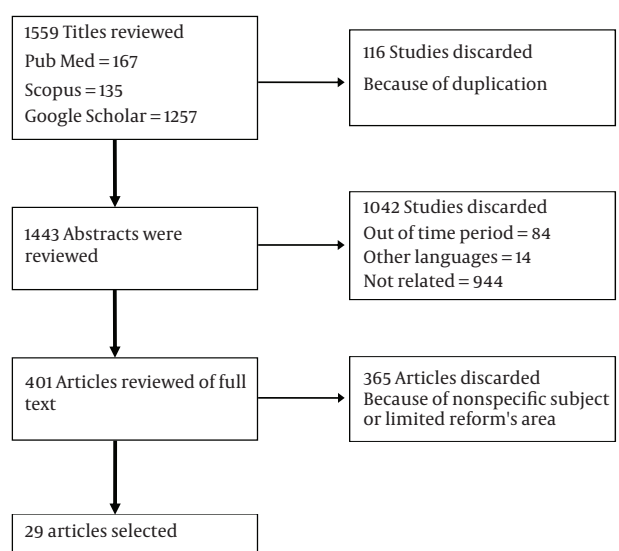 1559 Titles reviewed
Pub Med = 167
Scopus = 135
Google Scholar = 1257
116 Studies discarded
Because of duplication
1443 Abstracts were
reviewed
1042 Studies discarded
Out of time period = 84
Other languages = 14
Not related = 944
401 Articles reviewed of full
text
365 Articles discarded
Because of nonspecific subject
or limited reform's area
29 articles selected